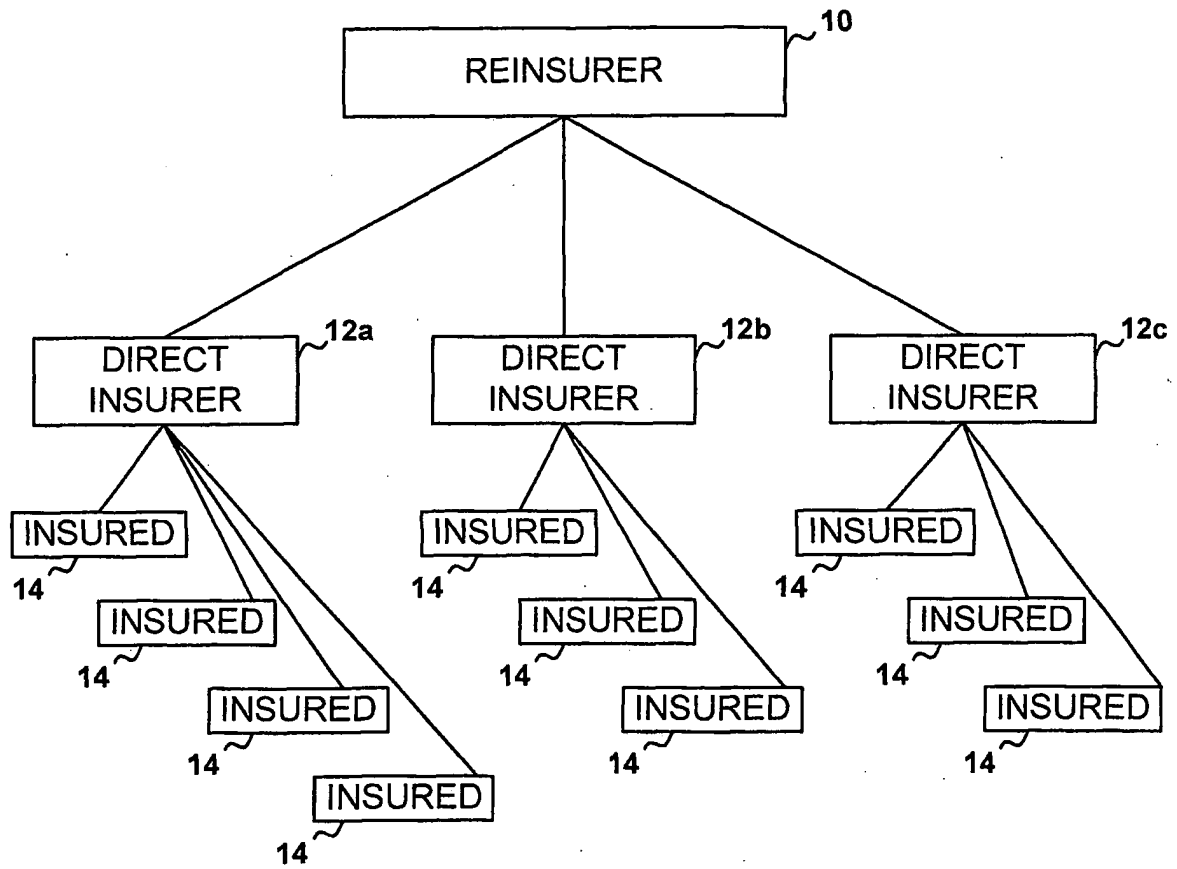 10
REINSURER
12a
DIRECT
INSURER
12b
DIRECT
INSURER
12c
DIRECT
INSURER
INSURED
14
INSURED
14
INSURED
14
INSURED
14
INSURED
14
INSURED
14
INSURED
14
INSURED
14
INSURED
14
INSURED
14